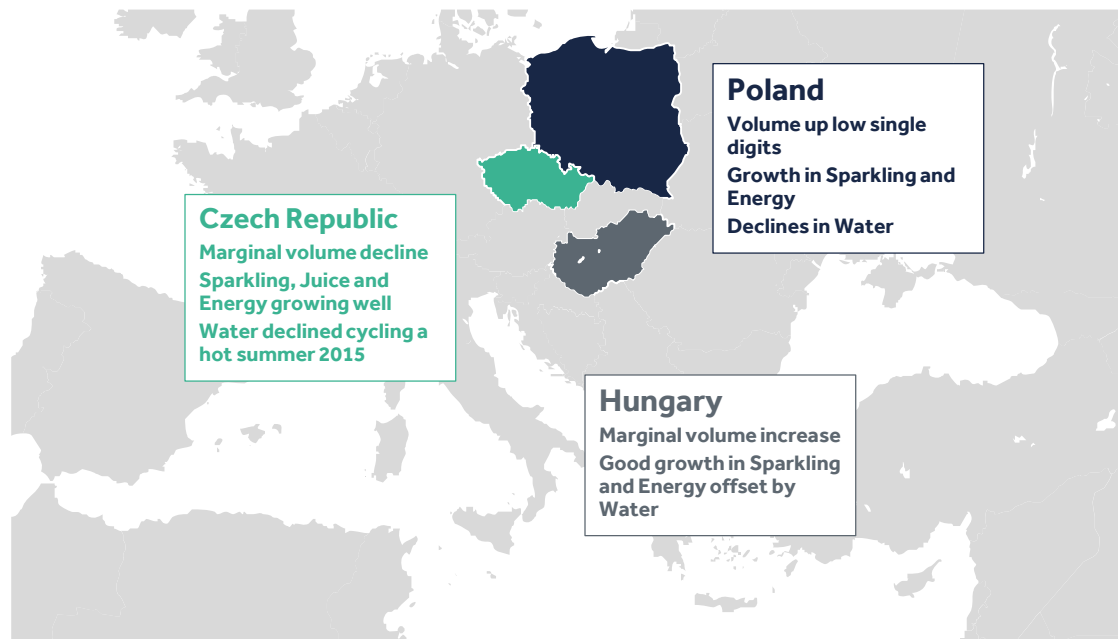 Poland
Volume up low single
digits
Growth in Sparkling and
Energy
Declines in Water
Czech Republic
Marginal volume decline
Sparkling, Juice and
Energy growing well
Water declined cycling a
hot summer 2015
Hungary
Marginal volume increase
Good growth in Sparkling
and Energy offset by
Water